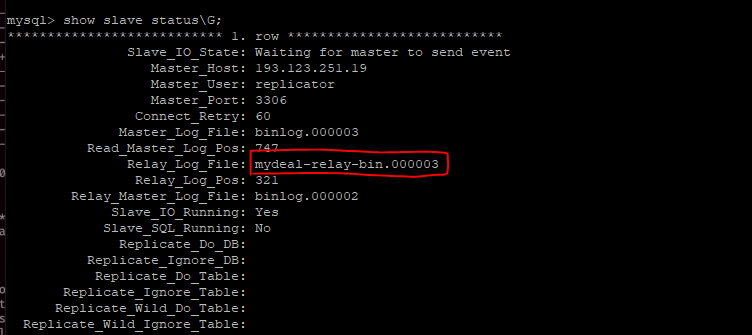 mysql> show slave status\G;
*************************** 1. row ***************************
Slave_IO_State: Waiting for master to send event
Master_Host: 193.123.251.19
Master_User: replicator
Master_Port: 3306
Connect_Retry: 60
Master_Log_File: binlog.000003
Read_Master_Log_Pos: 747
Relay_Log_File: mydeal-relay-bin.000003
Relay_Log_Pos: 321
Relay_Master_Log_File: binlog.000002
Slave_IO_Running: Yes
Slave_SQL_Running: No
Replicate_Do_DB:
Replicate_Ignore_DB:
Replicate_Do_Table:
Replicate_Ignore_Table:
Replicate_Wild_Do_Table:
Replicate_Wild_Ignore_Table: